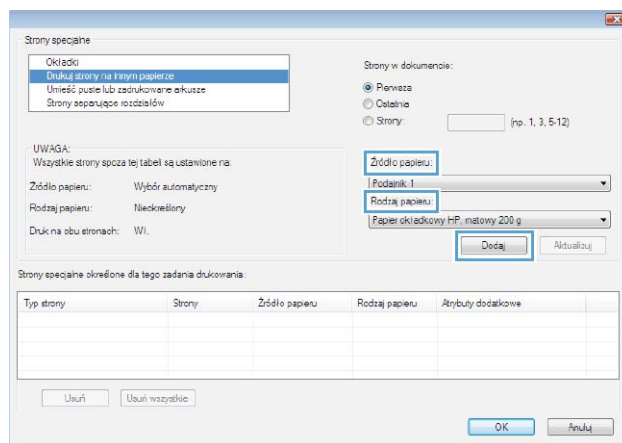 Strony specjalne
Okładki
Drukuj strony na innym papierze
Umieść puste lub zadrukowane arkusze
Strony separujące rozdziałów
Strony w dokumencie:
Pierwsza
Ostatnia
Strony:
(np. 1, 3, 5-12)
UWAGA:
Wszystkie strony spoza tej tabeli są ustawione na:
Źródło papieru: Wybór automatyczny
Rodzaj papieru: Nieokreślony
Druk na obu stronach: Wł.
Źródło papieru:
Podajnik 1
Rodzaj papieru:
Papier okładkowy HP, matowy 200 g
Dodaj Aktualizuj
Strony specjalne określone dla tego zadania drukowania:
Typ strony Strony Źródło papieru Rodzaj papieru Atrybuty dodatkowe
Usuń Usuń wszystkie
OK Anuluj